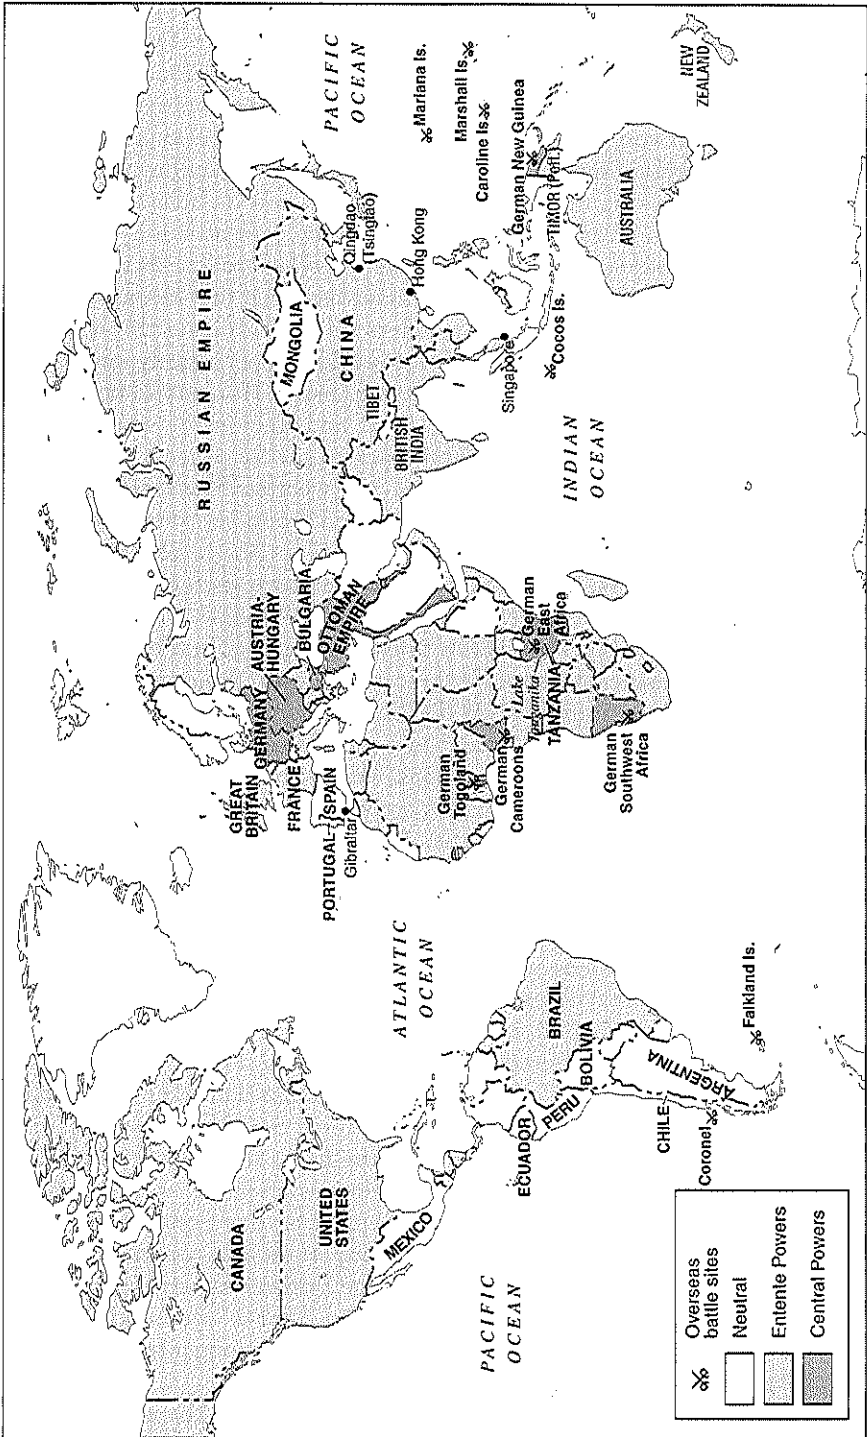 PACIFIC
OCEAN
CANADA
UNITED
STATES
MEXICO
ATLANTIC
OCEAN
ECUADOR
PERU
BRAZIL
BOLIVIA
CHILE
ARGENTINA
Coronel
Falkland Is.
GREAT
BRITAIN
GERMANY
AUSTRIA-
HUNGARY
FRANCE
BULGARIA
PORTUGAL
SPAIN
Gibraltar
OTTOMAN
EMPIRE
German
Togoland
German
Cameroons
Lake
Tanganika
TANZANIA
German
East
Africa
German
Southwest
Africa
RUSSIAN EMPIRE
MONGOLIA
CHINA
TIBET
BRITISH
INDIA
Qingdao
(Tsingtao)
Hong Kong
Singapore
INDIAN
OCEAN
Cocos Is.
PACIFIC
OCEAN
Mariana Is.
Marshall Is.
Caroline Is.
German New Guinea
TIMOR (Port.)
AUSTRALIA
NEW
ZEALAND
Overseas
battle sites
Neutral
Entente Powers
Central Powers